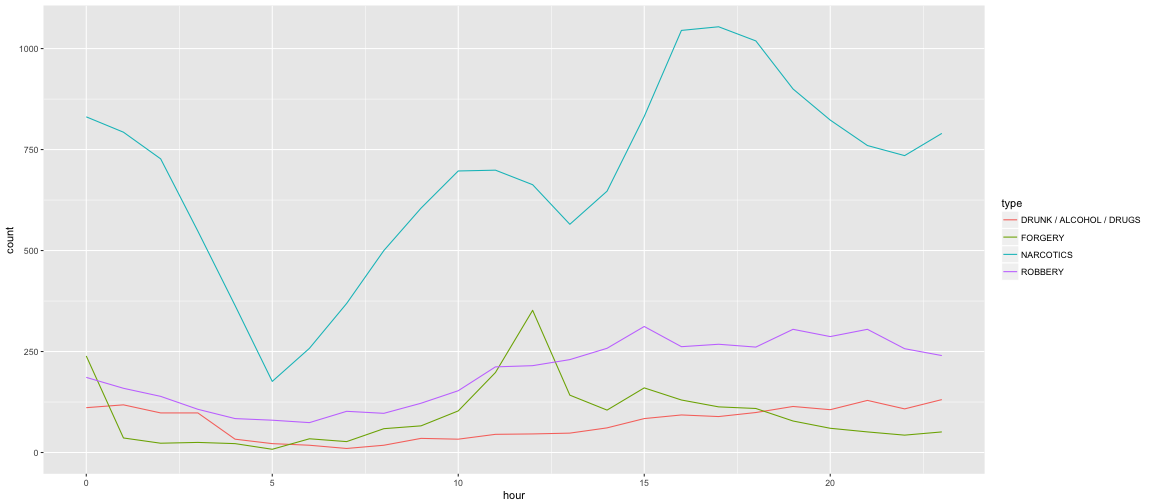 1000
750
500
250
0
count
0 5 10 15 20
hour
type
DRUNK / ALCOHOL / DRUGS
FORGERY
NARCOTICS
ROBBERY